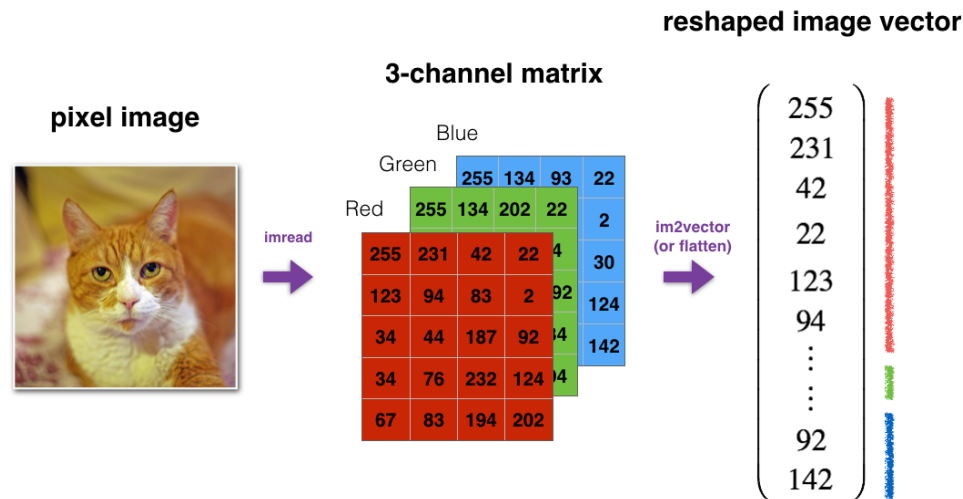 reshaped image vector
3-channel matrix
pixel image
Blue
Green
Red
imread
255 134 93 22
2
30
124
142
255 134 202 22
255 231 42 22
123 94 83 2
34 44 187 92
34 76 232 124
67 83 194 202
im2vector
(or flatten)
255
231
42
22
123
94
92
142